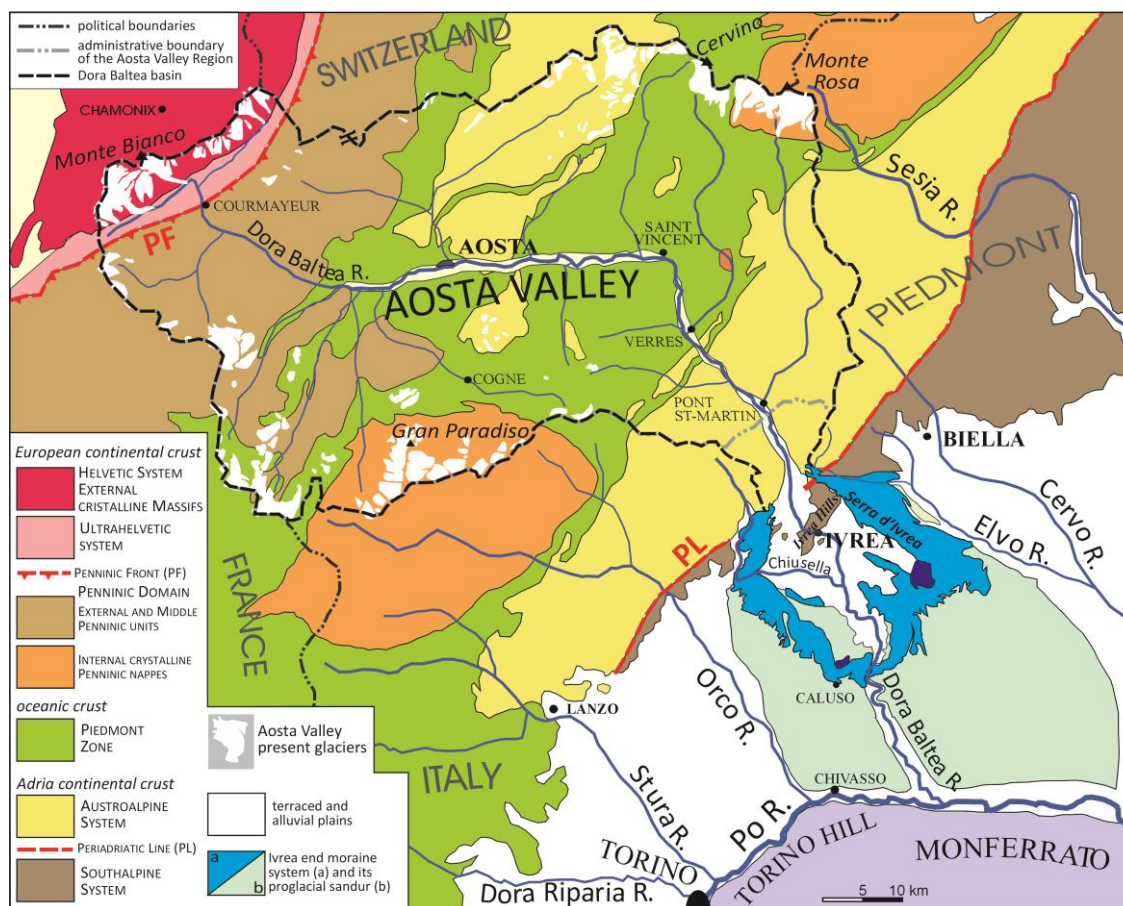 political boundaries
administrative boundary
of the Aosta Valley Region
Dora Baltea basin
SWITZERLAND
Cervino
Monte
Rosa
CHAMONIX
Monte Bianco
Sesia R.
COURMAYEUR
PF
Dora Baltea R.
AOSTA
SAINT
VINCENT
AOSTA VALLEY
PIEDMONT
VERRES
COGNE
PONT
ST-MARTIN
Gran Paradiso
BIELLA
Cervo R.
Elvo R.
Serra d'Ivrea
Ivrea Hills
IVREA
Chiusella
PL
FRANCE
Orco R.
CALUSO
Dora Baltea R.
LANZO
ITALY
Stura R.
CHIVASSO
Po R.
TORINO
TORINO HILL
MONFERRATO
Dora Riparia R.
5 10 km
European continental crust
HELVETIC SYSTEM
EXTERNAL
CRISTALLINE MASSIFS
ULTRAHELVETIC
SYSTEM
PENNINIC FRONT (PF)
PENNINIC DOMAIN
EXTERNAL AND MIDDLE
PENNINIC UNITS
INTERNAL CRYSTALLINE
PENNINIC NAPPES
oceanic crust
PIEDMONT
ZONE
Adria continental crust
AUSTROALPINE
SYSTEM
PERIADRIATIC LINE (PL)
SOUTHALPINE
SYSTEM
Aosta Valley
present glaciers
terraced and
alluvial plains
a
b
Ivrea end moraine
system (a) and its
proglacial sandur (b)